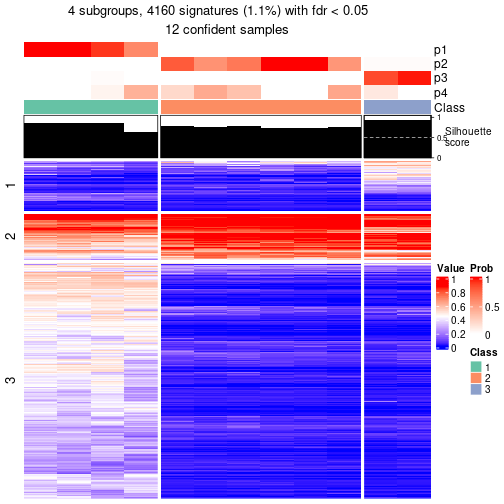 4 subgroups, 4160 signatures (1.1%) with fdr < 0.05
12 confident samples
p1
p2
p3
p4
Class
1
0.5
0
Silhouette
score
1
2
3
Value
1
0.8
0.6
0.4
0.2
0
Prob
1
0.5
0
Class
1
2
3